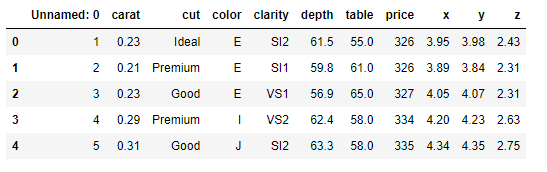 Unnamed: 0 carat cut color clarity depth table price x y z
0 1 0.23 Ideal E SI2 61.5 55.0 326 3.95 3.98 2.43
1 2 0.21 Premium E SI1 59.8 61.0 326 3.89 3.84 2.31
2 3 0.23 Good E VS1 56.9 65.0 327 4.05 4.07 2.31
3 4 0.29 Premium I VS2 62.4 58.0 334 4.20 4.23 2.63
4 5 0.31 Good J SI2 63.3 58.0 335 4.34 4.35 2.75